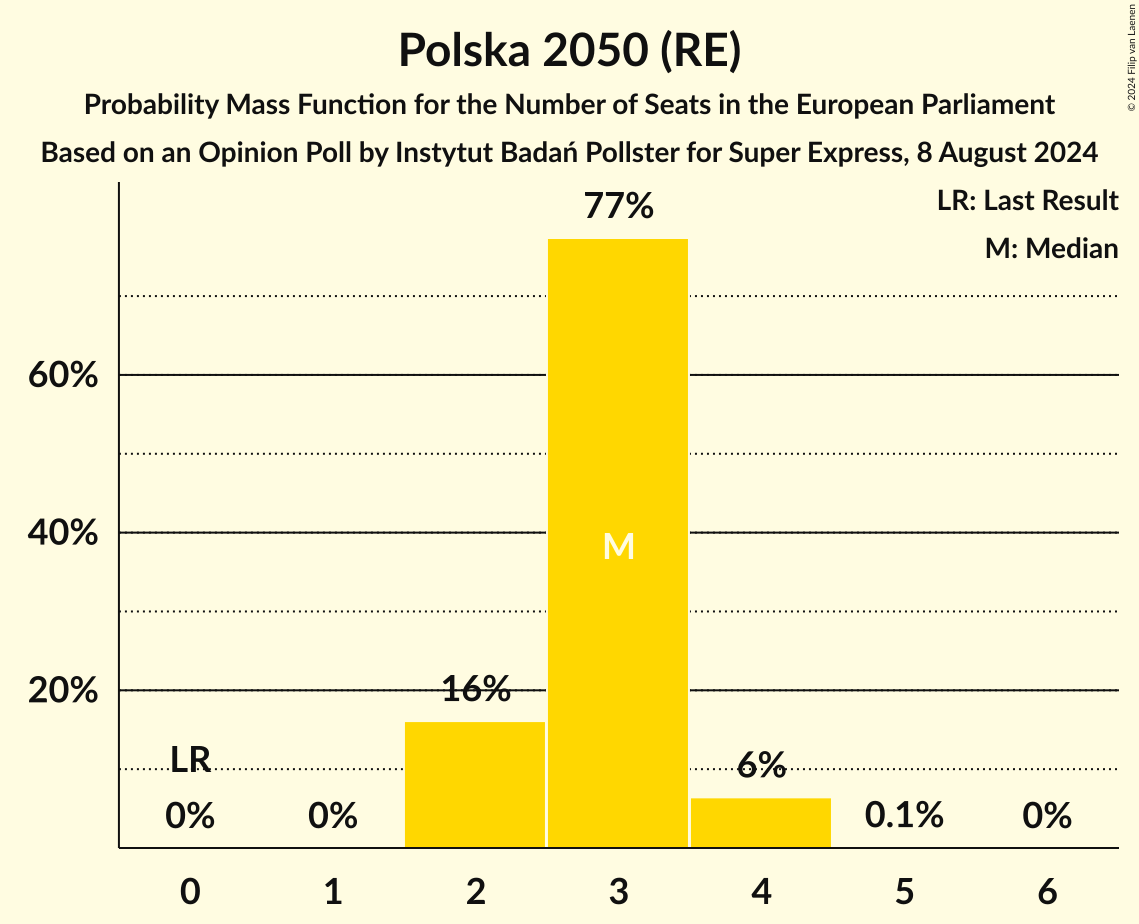 Polska 2050 (RE)
Probability Mass Function for the Number of Seats in the European Parliament
Based on an Opinion Poll by Instytut Badań Pollster for Super Express, 8 August 2024
© 2024 Filip van Laenen
LR: Last Result
M: Median
77%
60%
40%
M
20%
16%
LR
6%
0%
0%
0.1%
0%
0
1
2
3
4
5
6